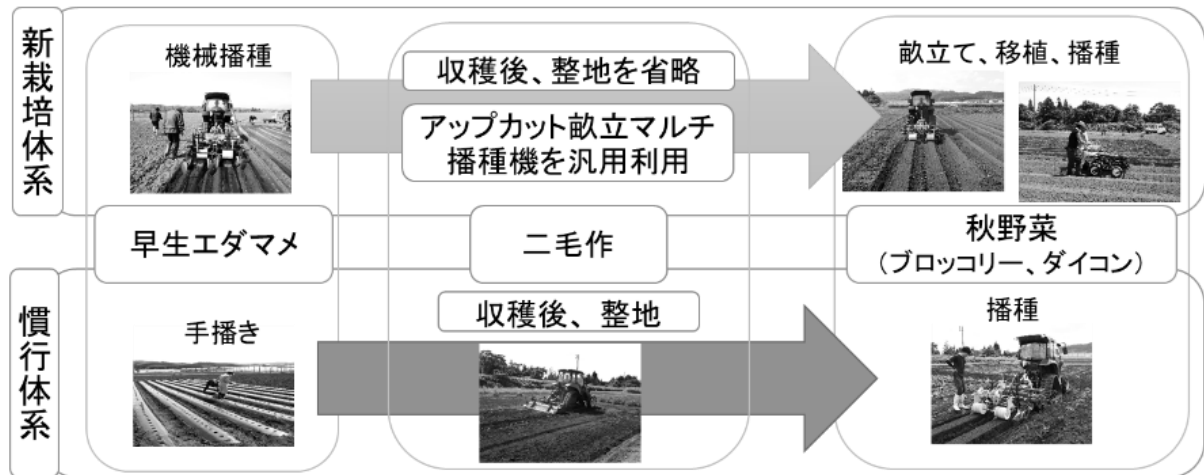 新栽培体系
機械播種
収穫後、整地を省略
アップカット畝立マルチ
播種機を汎用利用
畝立て、移植、播種
早生エダマメ
二毛作
秋野菜
（ブロッコリー、ダイコン）
慣行体系
手播き
収穫後、整地
播種